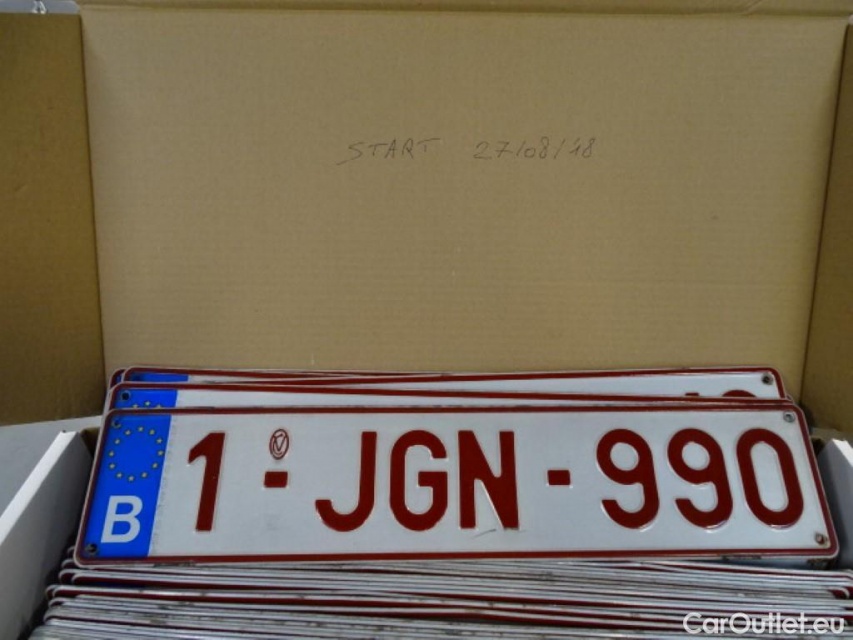 START 27/08/18
B 1-JGN-990
CarOutlet.eu